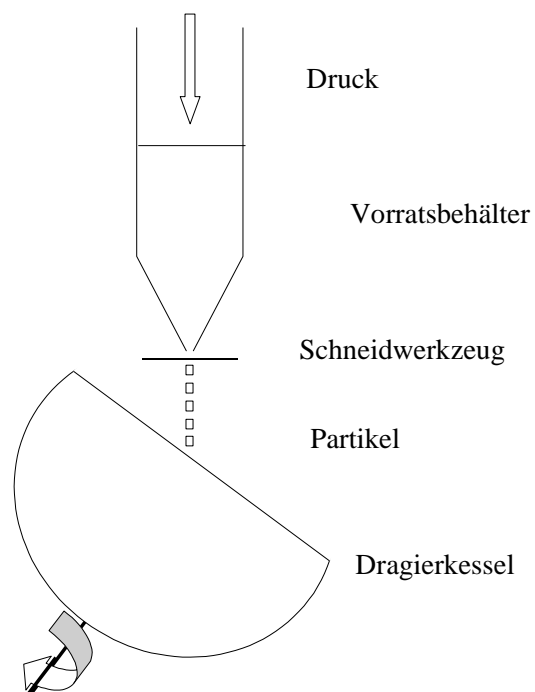 Druck
Vorratsbehälter
Schneidwerkzeug
Partikel
Dragierkessel